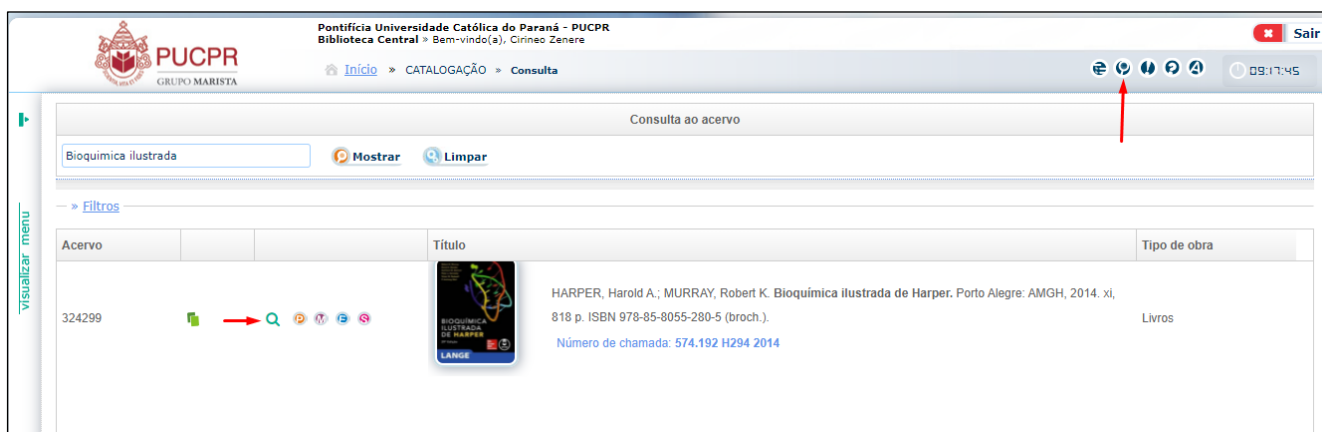 Pontifícia Universidade Católica do Paraná - PUCPR
Biblioteca Central » Bem-vindo(a), Cirineo Zenere
Sair
PUCPR
GRUPO MARISTA
Início » CATALOGAÇÃO » Consulta
09:17:45
Consulta ao acervo
Bioquimica ilustrada
Mostrar
Limpar
» Filtros
visualizar menu
Acervo
Título
Tipo de obra
324299
BIOQUÍMICA
ILUSTRADA
DE HARPER
LANGE
HARPER, Harold A.; MURRAY, Robert K. Bioquímica ilustrada de Harper. Porto Alegre: AMGH, 2014. xi,
818 p. ISBN 978-85-8055-280-5 (broch.).
Número de chamada: 574.192 H294 2014
Livros